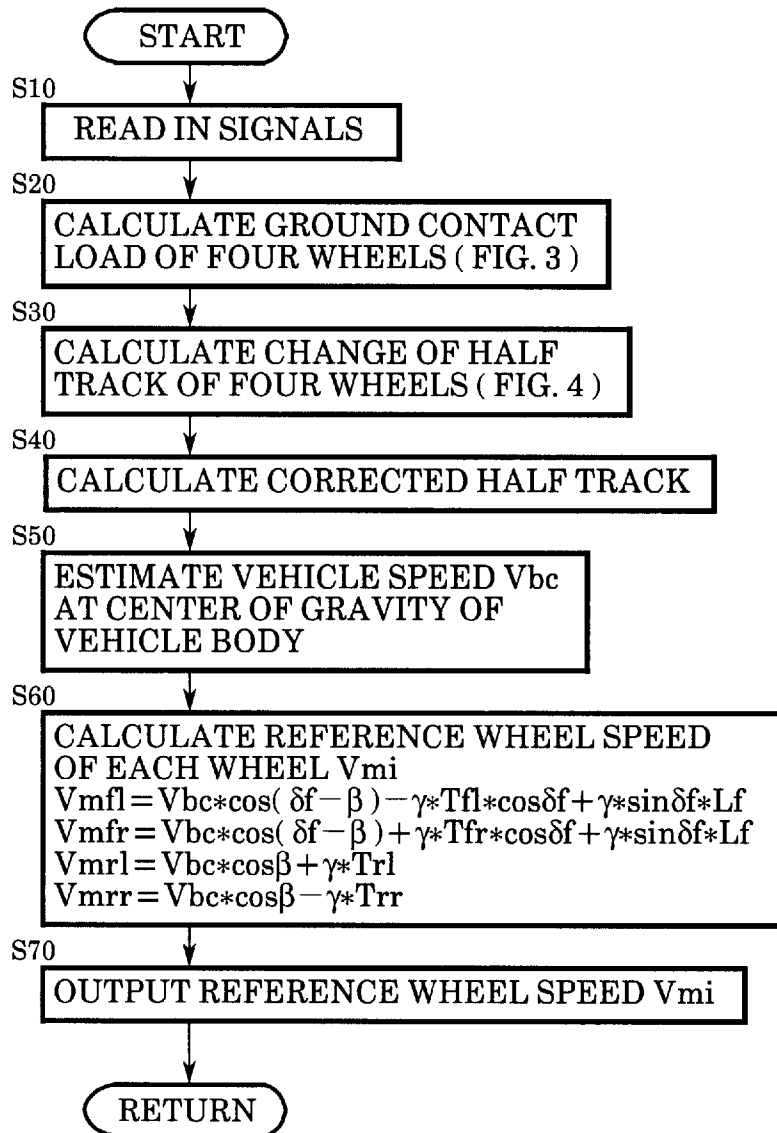 START
S10
READ IN SIGNALS
S20
CALCULATE GROUND CONTACT
LOAD OF FOUR WHEELS ( FIG. 3 )
S30
CALCULATE CHANGE OF HALF
TRACK OF FOUR WHEELS ( FIG. 4 )
S40
CALCULATE CORRECTED HALF TRACK
S50
ESTIMATE VEHICLE SPEED Vbc
AT CENTER OF GRAVITY OF
VEHICLE BODY
S60
CALCULATE REFERENCE WHEEL SPEED
OF EACH WHEEL Vmi
Vmfl=Vbc*cos( δf−β )−γ*Tfl*cosδf+γ*sinδf*Lf
Vmfr=Vbc*cos( δf−β )+γ*Tfr*cosδf+γ*sinδf*Lf
Vmrl=Vbc*cosβ+γ*Trl
Vmrr=Vbc*cosβ−γ*Trr
S70
OUTPUT REFERENCE WHEEL SPEED Vmi
RETURN